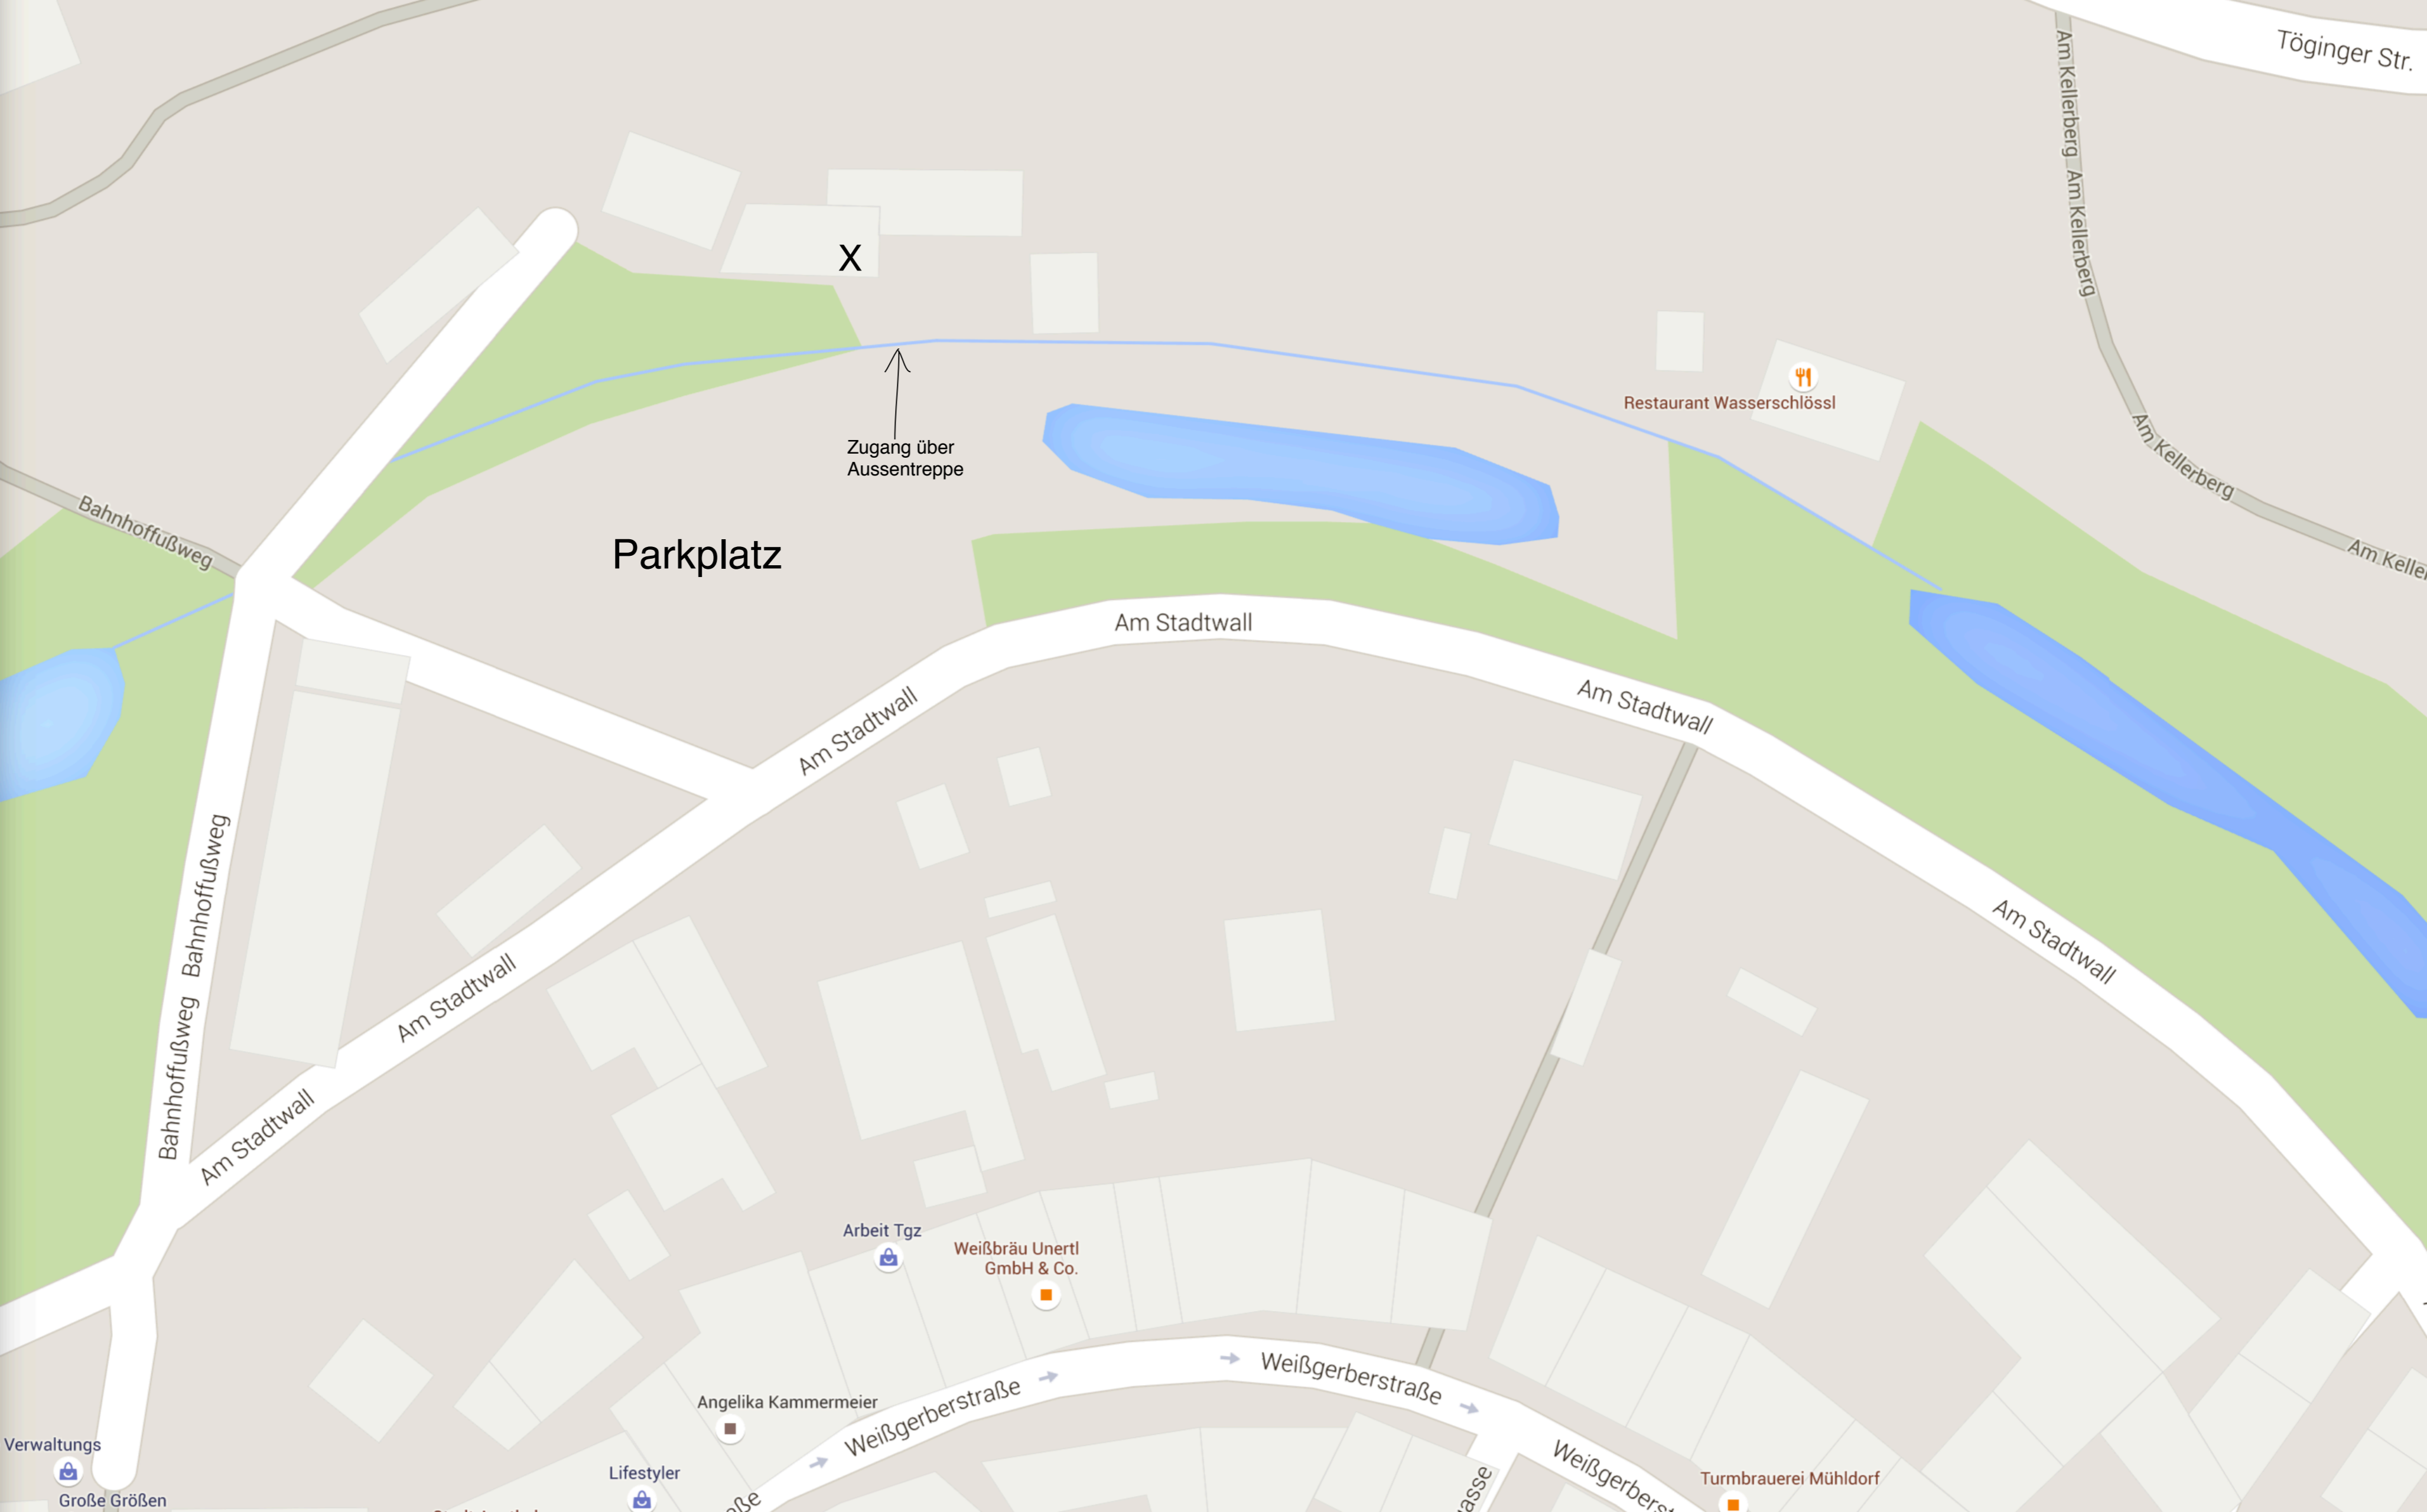 Töginger Str.
Am Kellerberg
Am Kellerberg
X
Restaurant Wasserschlössl
Zugang über
Aussentreppe
Am Kellerberg
Bahnhoffußweg
Parkplatz
Am Stadtwall
Am Stadtwall
Am Stadtwall
Bahnhoffußweg
Am Stadtwall
Am Stadtwall
Bahnhoffußweg
Am Stadtwall
Arbeit Tgz
Weißbräu Unertl
GmbH & Co.
Weißgerberstraße
Weißgerberstraße
Angelika Kammermeier
Verwaltungs
Lifestyler
Turmbrauerei Mühldorf
Große Größen